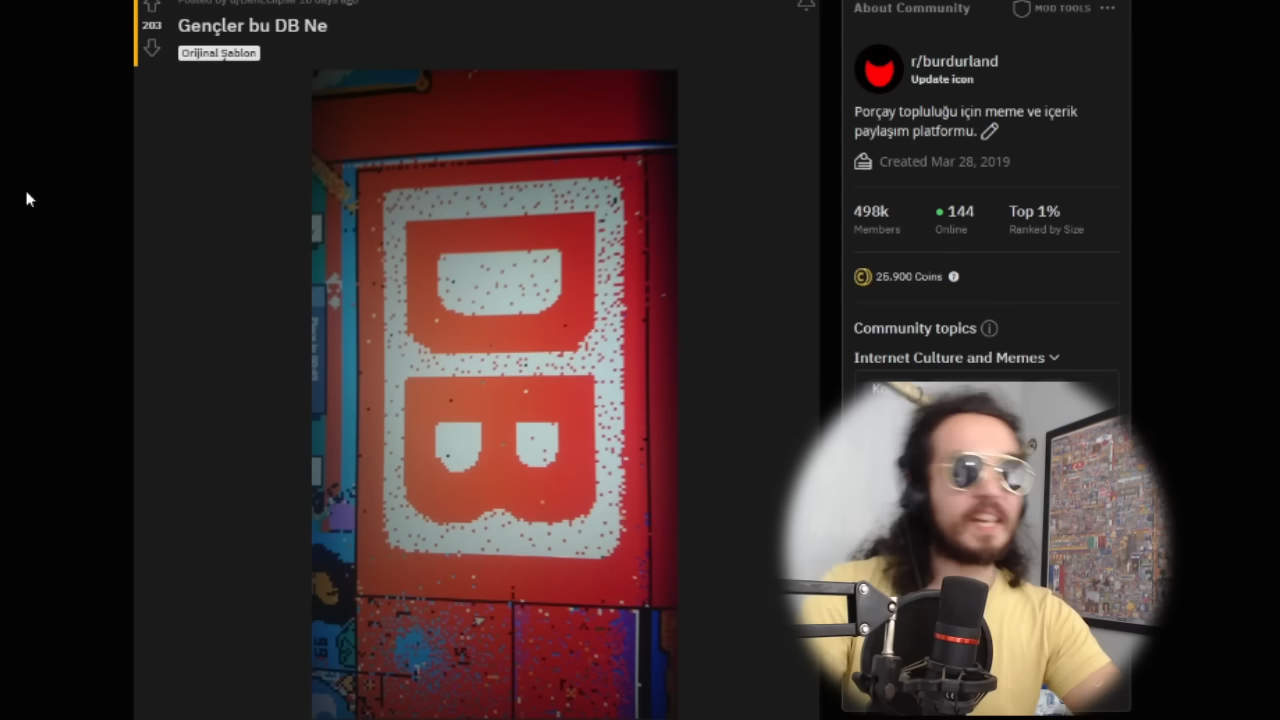 203
Gençler bu DB Ne
Orijinal Şablon
DB
About Community
MOD TOOLS
r/burdurland
Update icon
Porçay topluluğu için meme ve içerik
paylaşım platformu.
Created Mar 28, 2019
498k
144
Top 1%
Members
Online
Ranked by Size
25.900 Coins
Community topics
Internet Culture and Memes